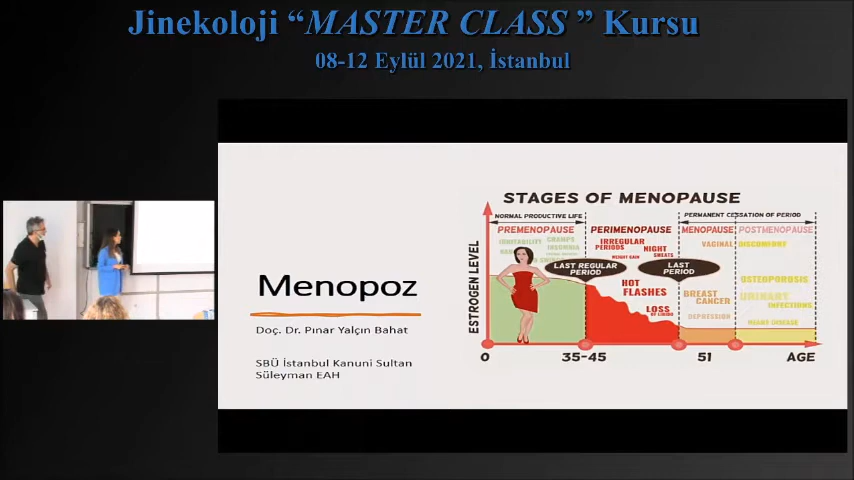 Jinekoloji “MASTER CLASS ” Kursu
08-12 Eylül 2021, İstanbul
Menopoz
Doç. Dr. Pınar Yalçın Bahat
SBÜ İstanbul Kanuni Sultan
Süleyman EAH
STAGES OF MENOPAUSE
NORMAL PRODUCTIVE LIFE
PERMANENT CESSATION OF PERIOD
PREMENOPAUSE
PERIMENOPAUSE
MENOPAUSE
POSTMENOPAUSE
IRRITABILITY
CRAMPS
INSOMNIA
IRREGULAR
PERIODS
WEIGHT GAIN
NIGHT
SWEATS
VAGINAL DISCOMFORT
LAST REGULAR
PERIOD
LAST
PERIOD
HOT
FLASHES
LOSS
OF LIBIDO
BREAST
CANCER
DEPRESSION
OSTEOPOROSIS
URINARY
INFECTIONS
HEART DISEASE
ESTROGEN LEVEL
0
35-45
51
AGE